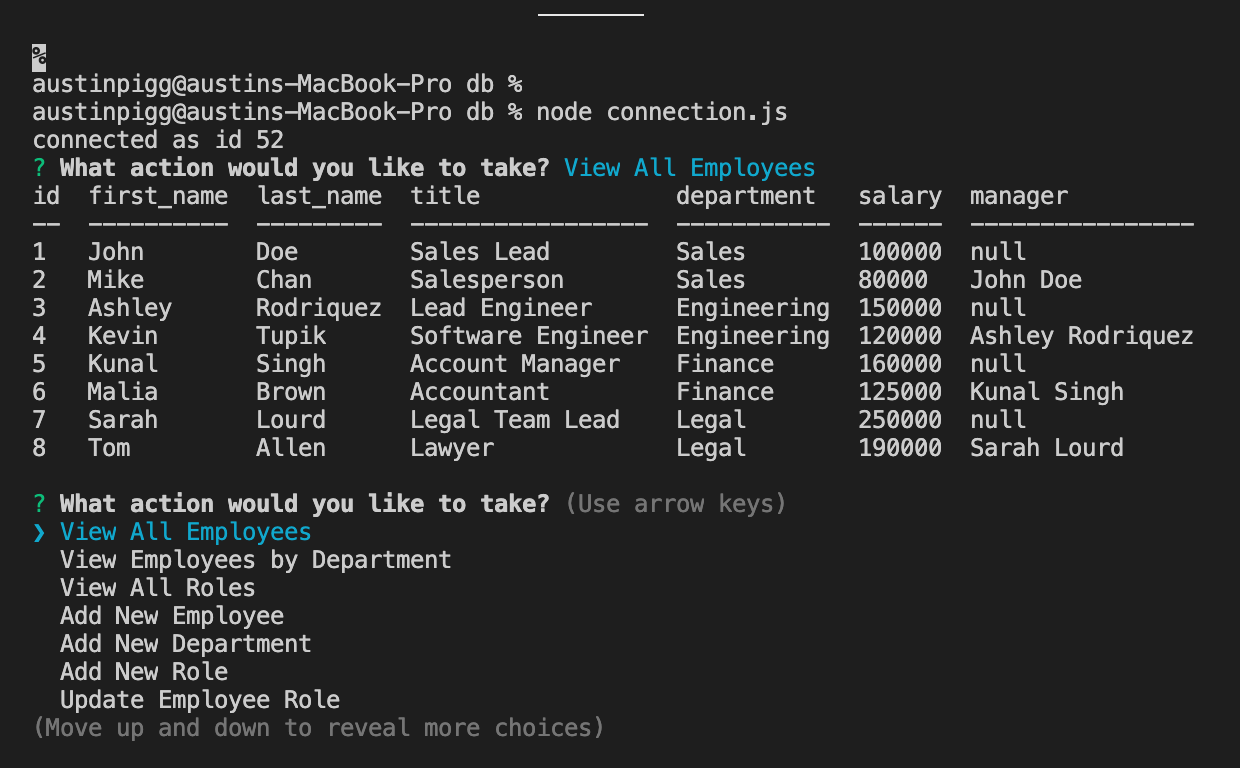 %
austinpigg@austins-MacBook-Pro db %
austinpigg@austins-MacBook-Pro db % node connection.js
connected as id 52
? What action would you like to take? View All Employees
id  first_name  last_name  title              department   salary  manager
--  ----------  ---------  -----------------  -----------  ------  ----------------
1   John        Doe        Sales Lead         Sales        100000  null
2   Mike        Chan       Salesperson        Sales        80000   John Doe
3   Ashley      Rodriquez  Lead Engineer      Engineering  150000  null
4   Kevin       Tupik      Software Engineer  Engineering  120000  Ashley Rodriquez
5   Kunal       Singh      Account Manager    Finance      160000  null
6   Malia       Brown      Accountant         Finance      125000  Kunal Singh
7   Sarah       Lourd      Legal Team Lead    Legal        250000  null
8   Tom         Allen      Lawyer             Legal        190000  Sarah Lourd
? What action would you like to take? (Use arrow keys)
❯ View All Employees
  View Employees by Department
  View All Roles
  Add New Employee
  Add New Department
  Add New Role
  Update Employee Role
(Move up and down to reveal more choices)